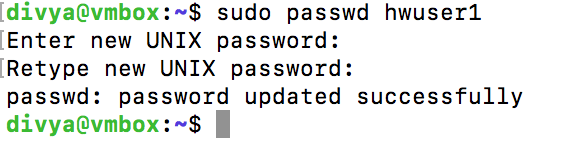 divya@vmbox:~$ sudo passwd hwuser1
Enter new UNIX password:
Retype new UNIX password:
passwd: password updated successfully
divya@vmbox:~$